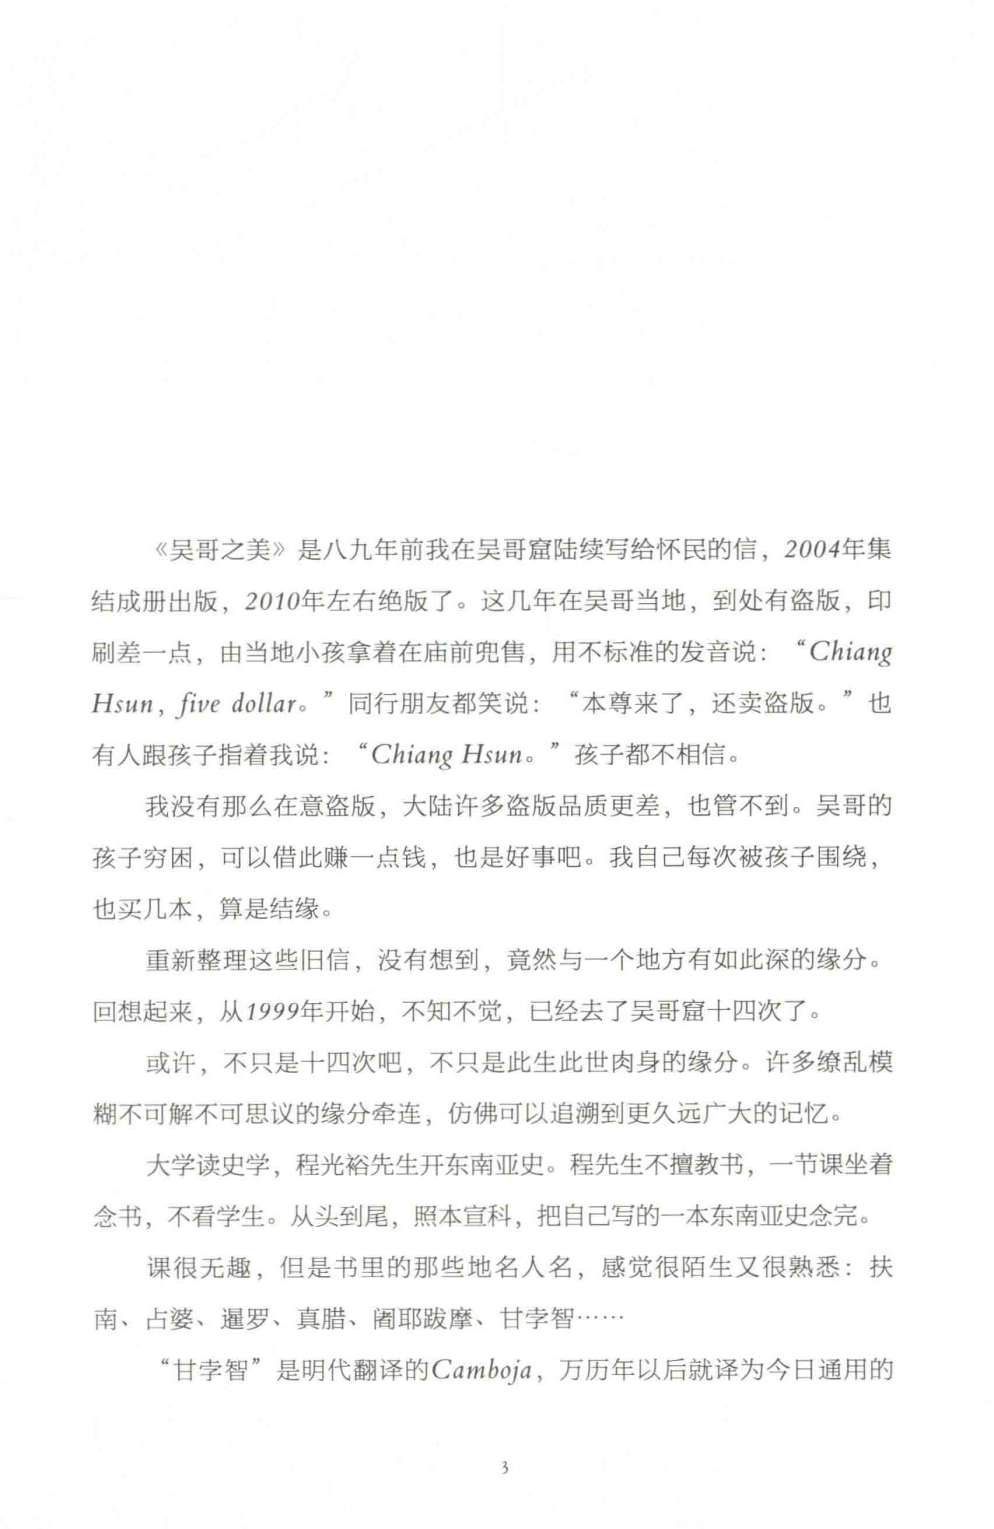 《吴哥之美》是八九年前我在吴哥窟陆续写给怀民的信，2004年集
结成册出版，2010年左右绝版了。这几年在吴哥当地，到处有盗版，印
刷差一点，由当地小孩拿着在庙前兜售，用不标准的发音说：“Chiang
Hsun，five dollar。”同行朋友都笑说：“本尊来了，还卖盗版。”也
有人跟孩子指着我说：“Chiang Hsun。”孩子都不相信。
我没有那么在意盗版，大陆许多盗版品质更差，也管不到。吴哥的
孩子穷困，可以借此赚一点钱，也是好事吧。我自己每次被孩子围绕，
也买几本，算是结缘。
重新整理这些旧信，没有想到，竟然与一个地方有如此深的缘分。
回想起来，从1999年开始，不知不觉，已经去了吴哥窟十四次了。
或许，不只是十四次吧，不只是此生此世肉身的缘分。许多缭乱模
糊不可解不可思议的缘分牵连，仿佛可以追溯到更久远广大的记忆。
大学读史学，程光裕先生开东南亚史。程先生不擅教书，一节课坐着
念书，不看学生。从头到尾，照本宣科，把自己写的一本东南亚史念完。
课很无趣，但是书里的那些地名人名，感觉很陌生又很熟悉：扶
南、占婆、暹罗、真腊、阇耶跋摩、甘孛智……
“甘孛智”是明代翻译的Camboja，万历年以后就译为今日通用的
3